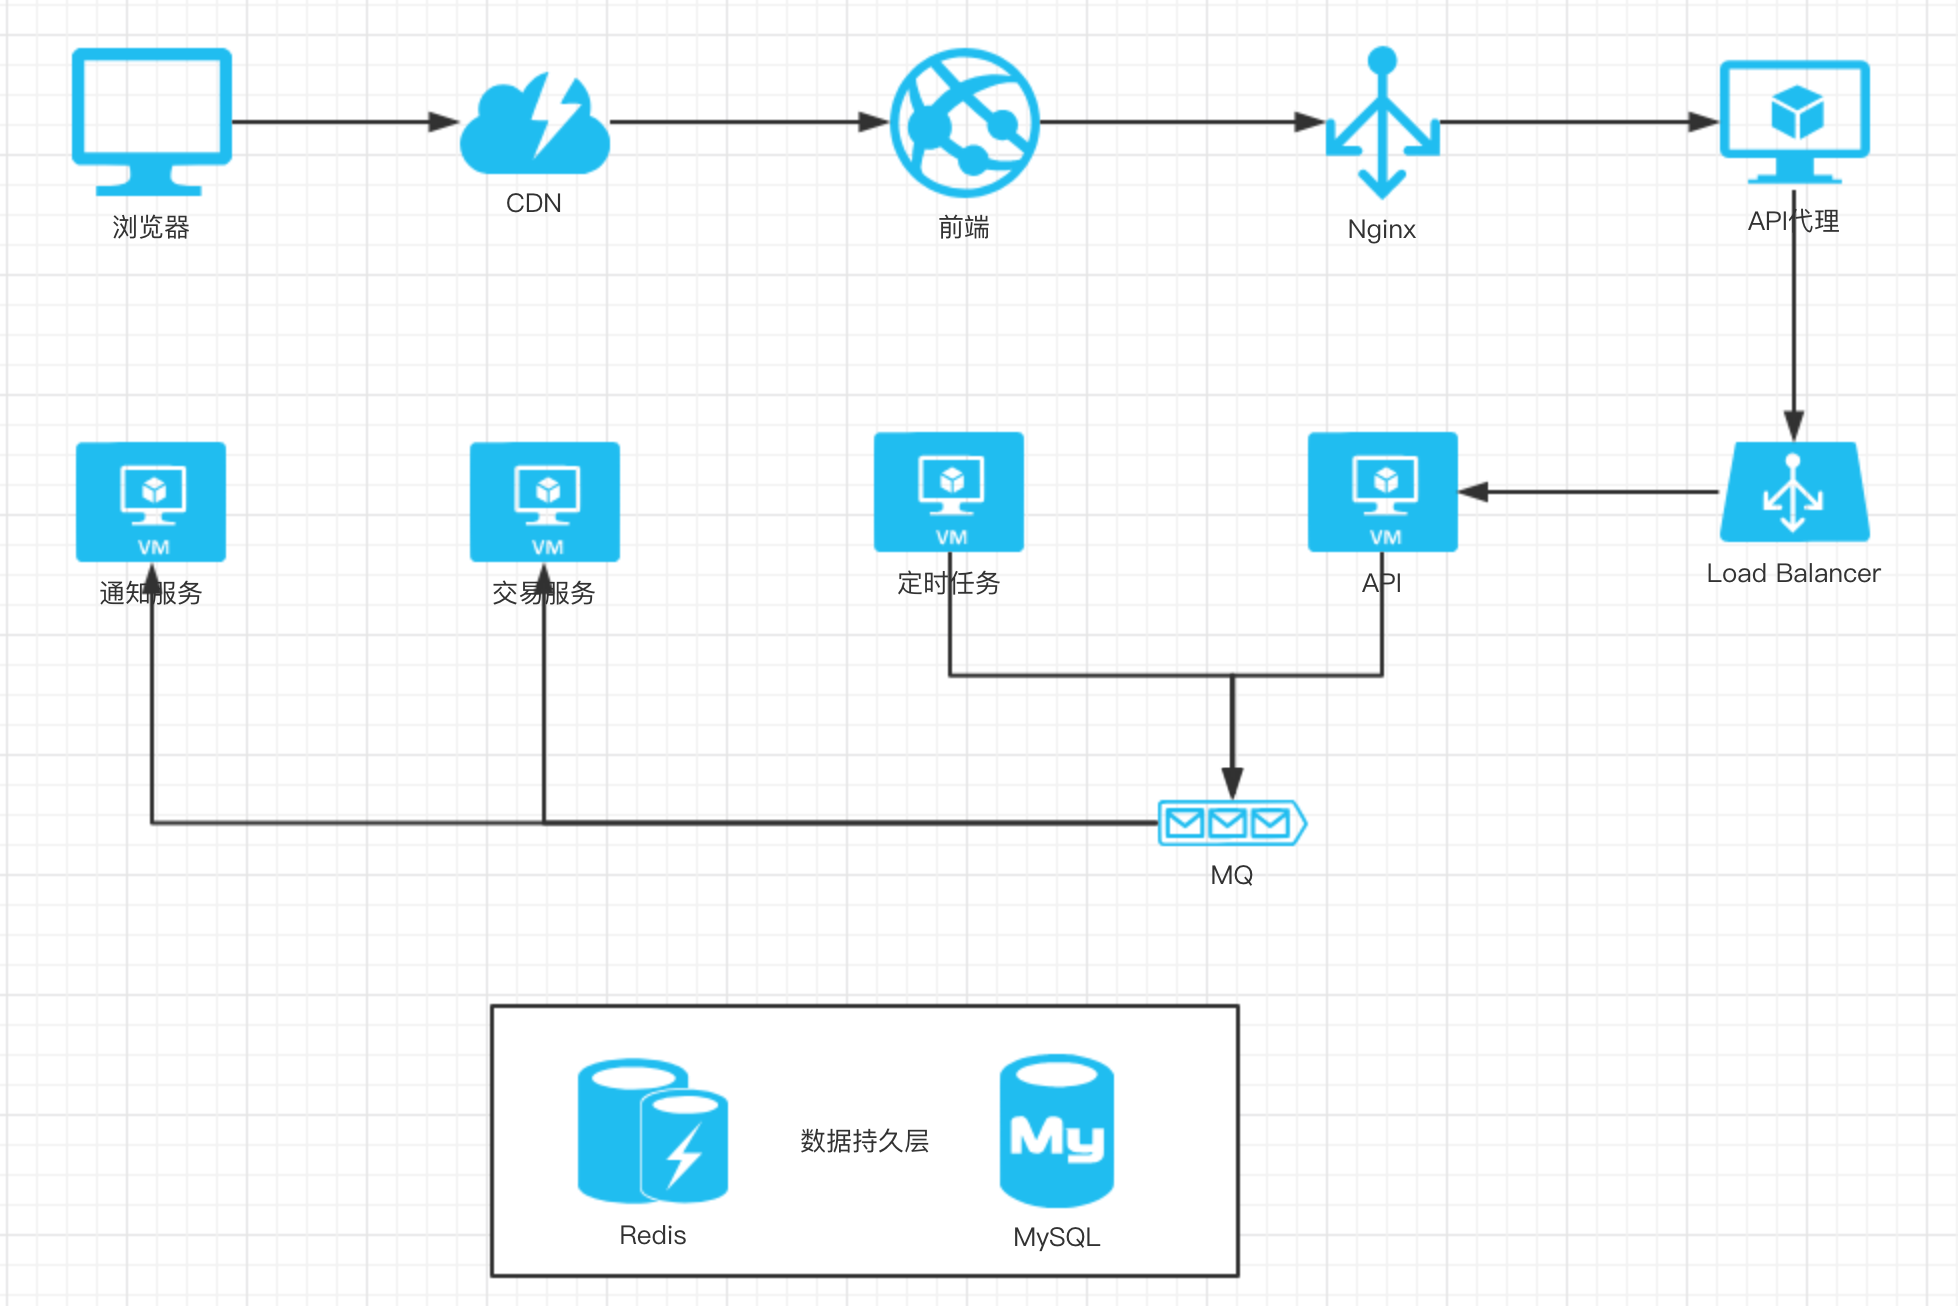 浏览器
CDN
前端
Nginx
API代理
VM
通知服务
VM
交易服务
VM
定时任务
VM
API
Load Balancer
MQ
数据持久层
My
Redis
MySQL